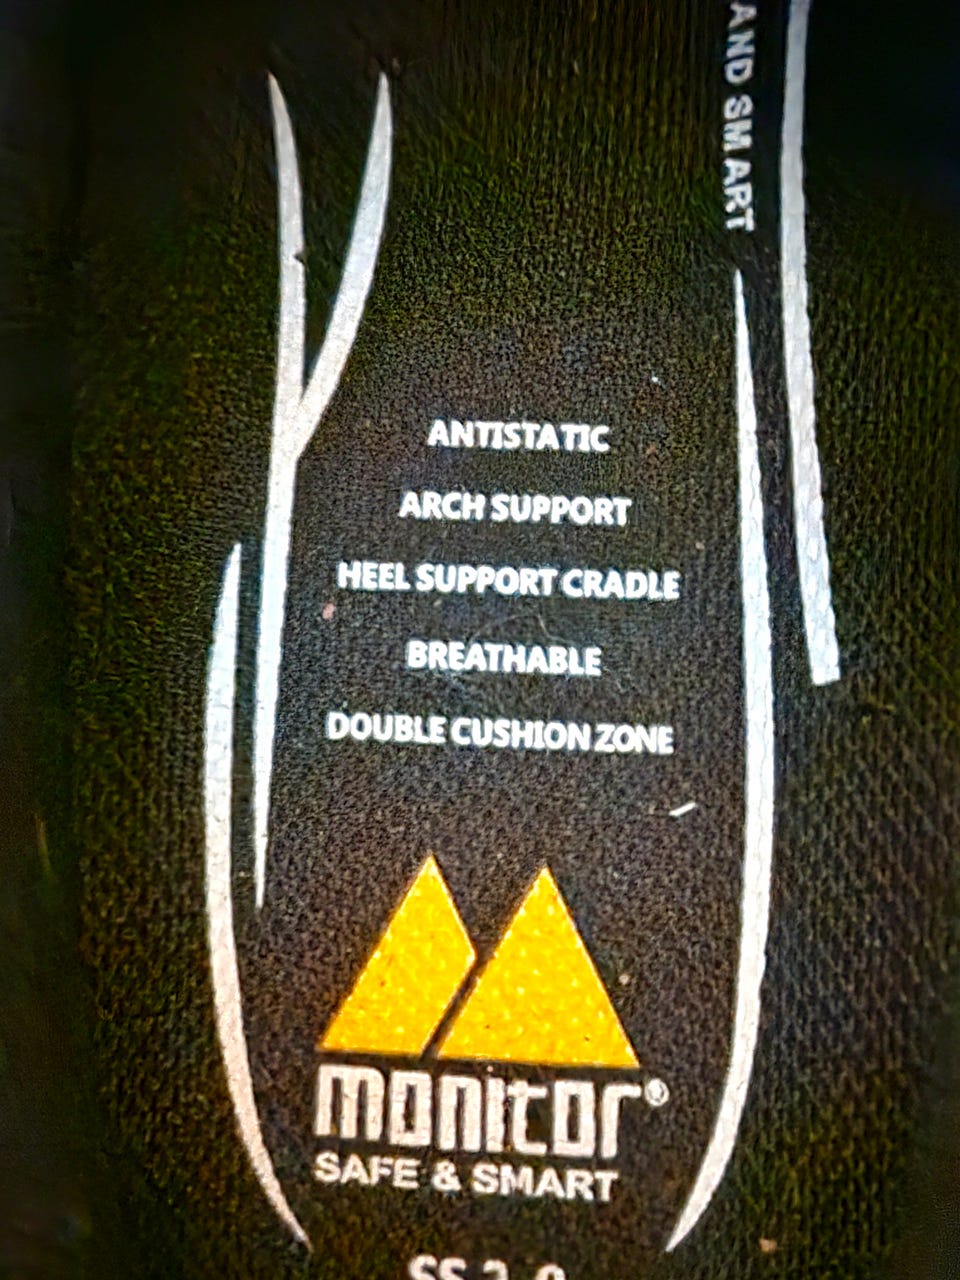 AND SMART
ANTISTATIC
ARCH SUPPORT
HEEL SUPPORT CRADLE
BREATHABLE
DOUBLE CUSHION ZONE
monitor®
SAFE & SMART